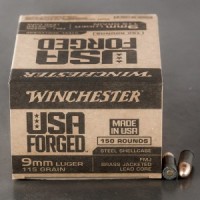 USA
FORGED
WINCHESTER
WINCHESTER
USA
FORGED
MADE IN
USA
150 ROUNDS
STEEL SHELLCASE
9mm LUGER
115 GRAIN
FMJ
BRASS JACKETED
LEAD CORE